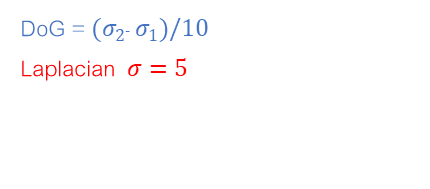 DoG = (σ₂- σ₁)/10
Laplacian σ = 5